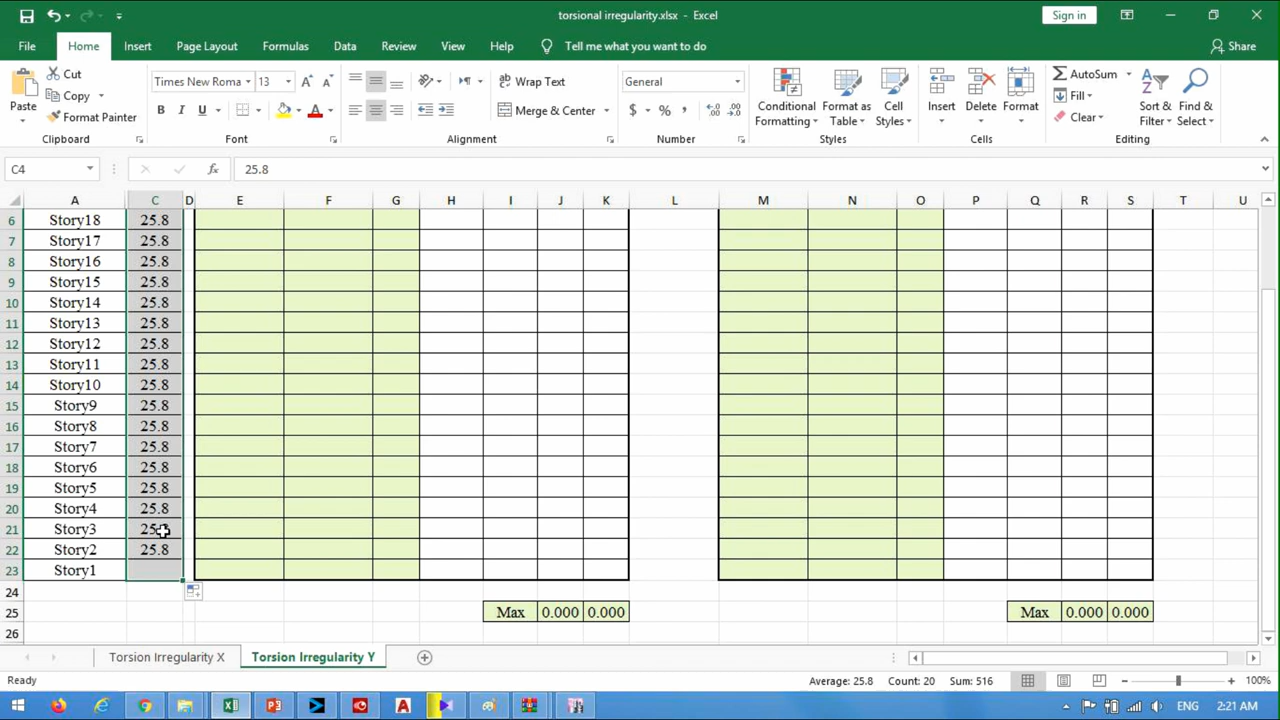 torsional irregularity.xlsx - Excel
Sign in
File Home Insert Page Layout Formulas Data Review View Help Tell me what you want to do Share
Paste
Cut
Copy
Format Painter
Clipboard
Times New Roma 13
B I U
Font
Wrap Text
Merge & Center
Alignment
General
$ % ,
Number
Conditional Formatting
Format as Table
Cell Styles
Styles
Insert Delete Format
Cells
AutoSum
Fill
Clear
Sort & Filter
Find & Select
Editing
C4 fx 25.8
A C D E F G H I J K L M N O P Q R S T U
6 Story18 25.8
7 Story17 25.8
8 Story16 25.8
9 Story15 25.8
10 Story14 25.8
11 Story13 25.8
12 Story12 25.8
13 Story11 25.8
14 Story10 25.8
15 Story9 25.8
16 Story8 25.8
17 Story7 25.8
18 Story6 25.8
19 Story5 25.8
20 Story4 25.8
21 Story3
22 Story2 25.8
23 Story1
24
25 Max 0.000 0.000 Max 0.000 0.000
26
Torsion Irregularity X Torsion Irregularity Y
Ready Average: 25.8 Count: 20 Sum: 516 100%
ENG 2:21 AM